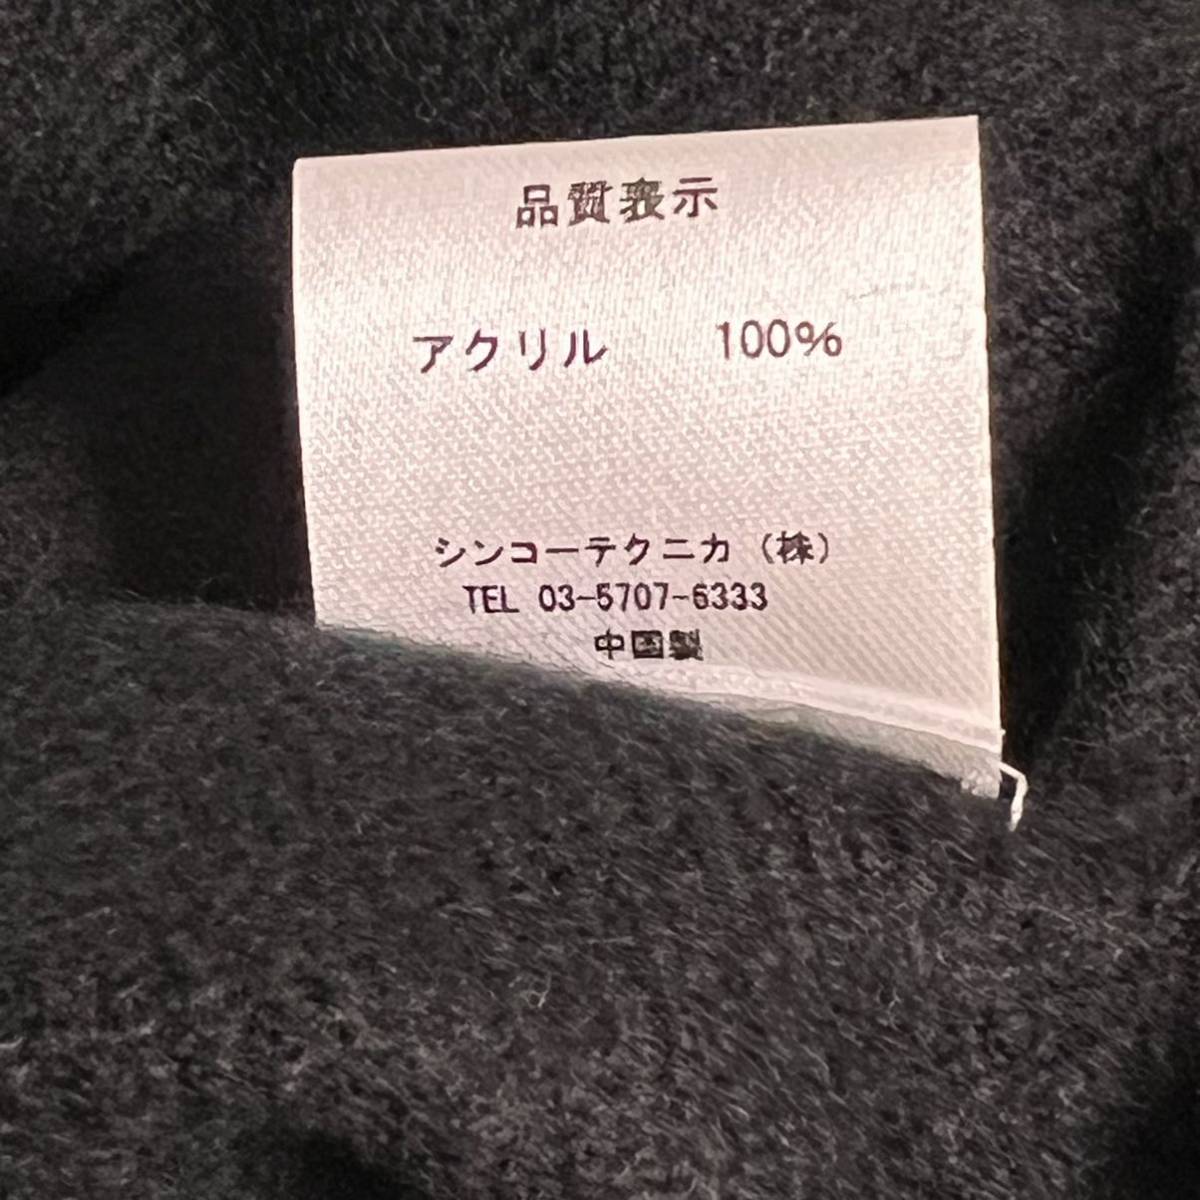 品質表示
アクリル 100%
シンコーテクニカ（株）
TEL 03-5707-6333
中国製